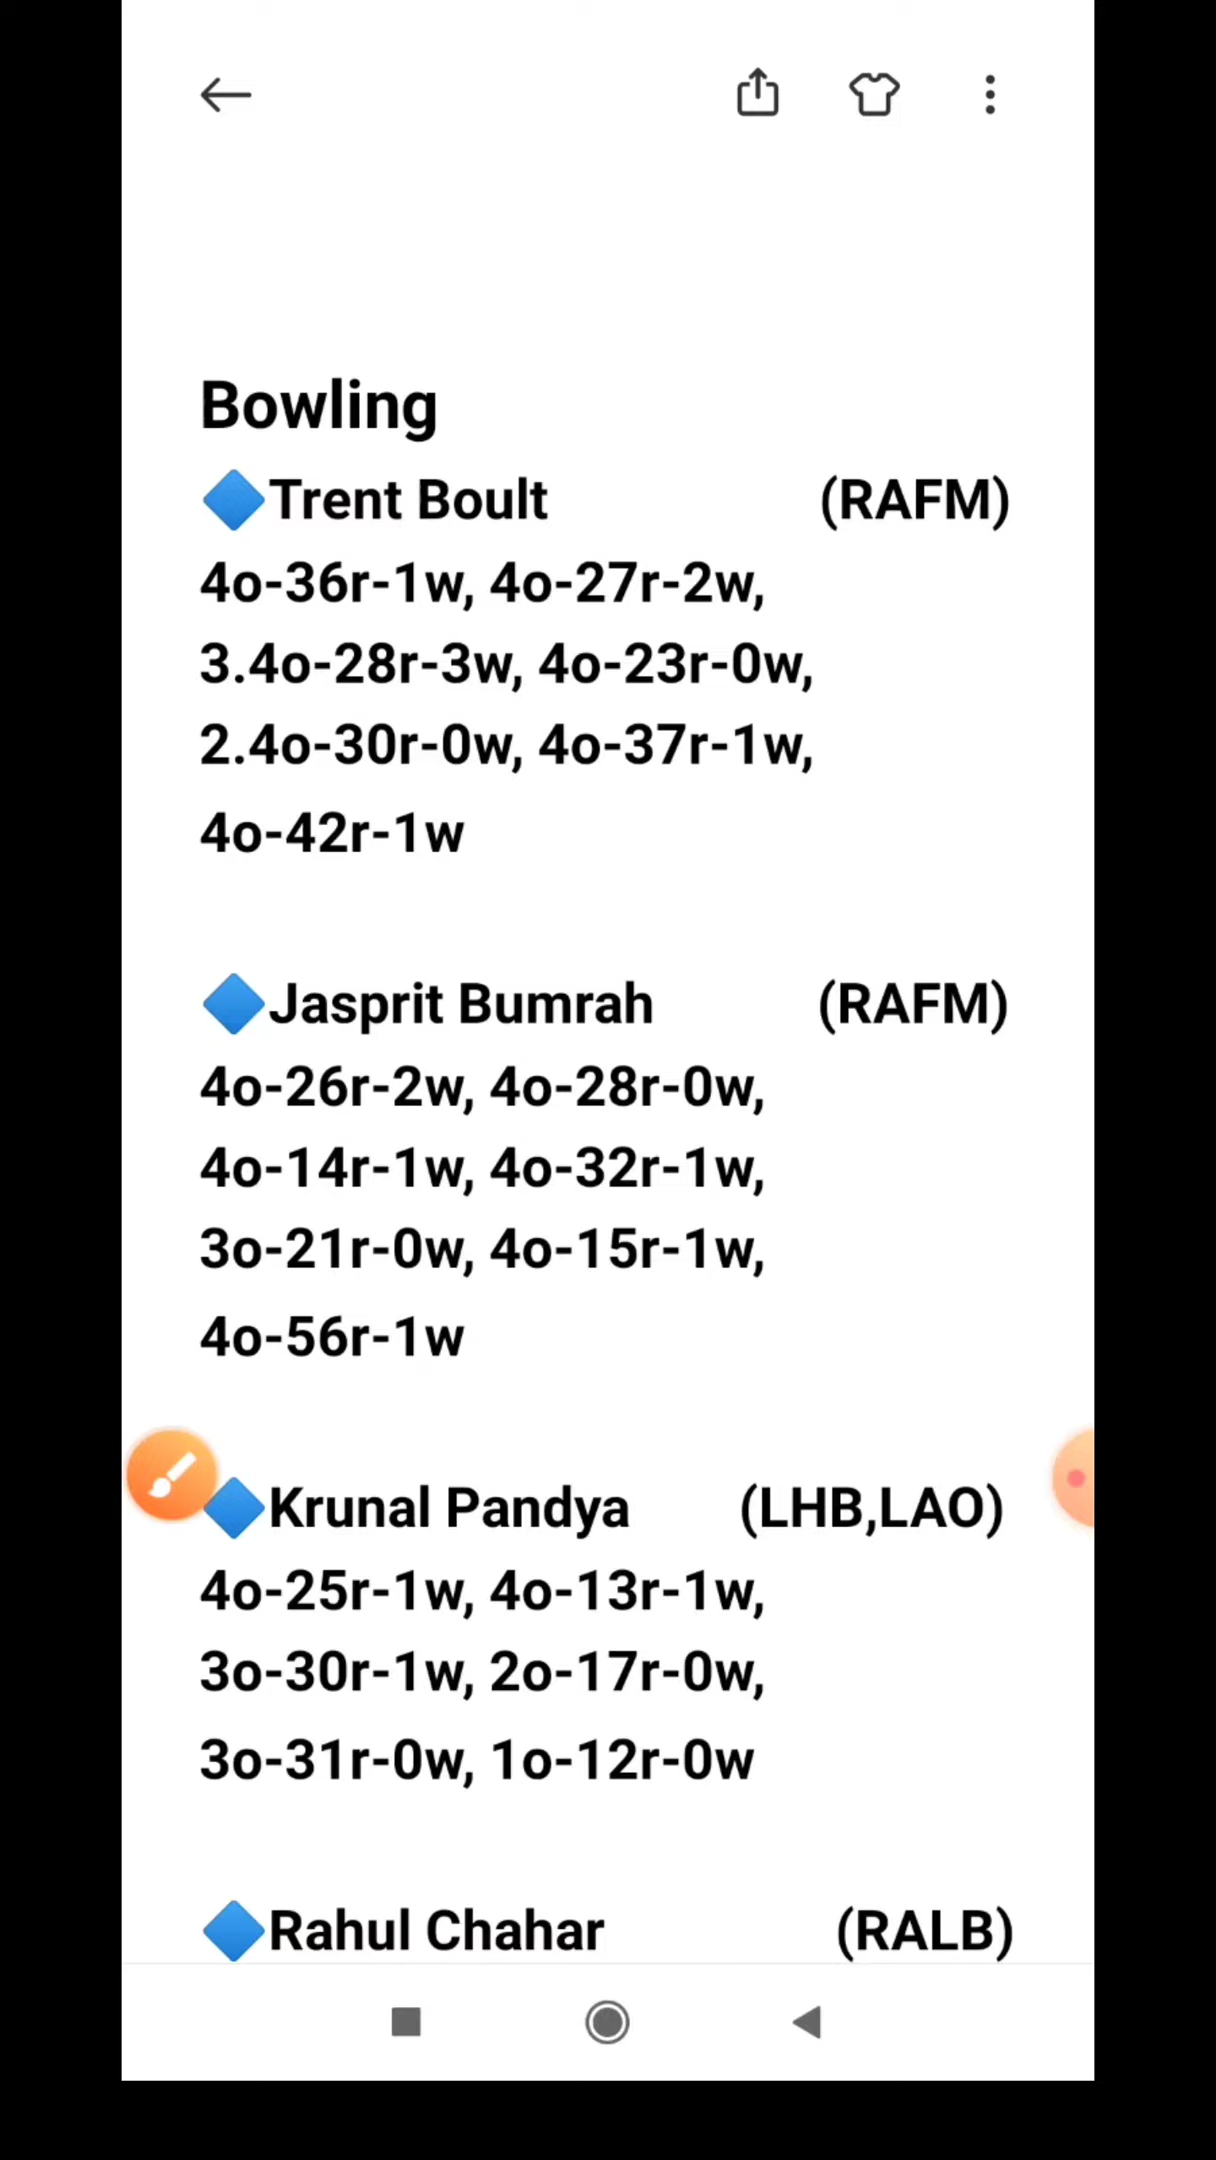 Bowling
🔷Trent Boult (RAFM)
4o-36r-1w, 4o-27r-2w,
3.4o-28r-3w, 4o-23r-0w,
2.4o-30r-0w, 4o-37r-1w,
4o-42r-1w
🔷Jasprit Bumrah (RAFM)
4o-26r-2w, 4o-28r-0w,
4o-14r-1w, 4o-32r-1w,
3o-21r-0w, 4o-15r-1w,
4o-56r-1w
🔷Krunal Pandya (LHB,LAO)
4o-25r-1w, 4o-13r-1w,
3o-30r-1w, 2o-17r-0w,
3o-31r-0w, 1o-12r-0w
🔷Rahul Chahar (RALB)